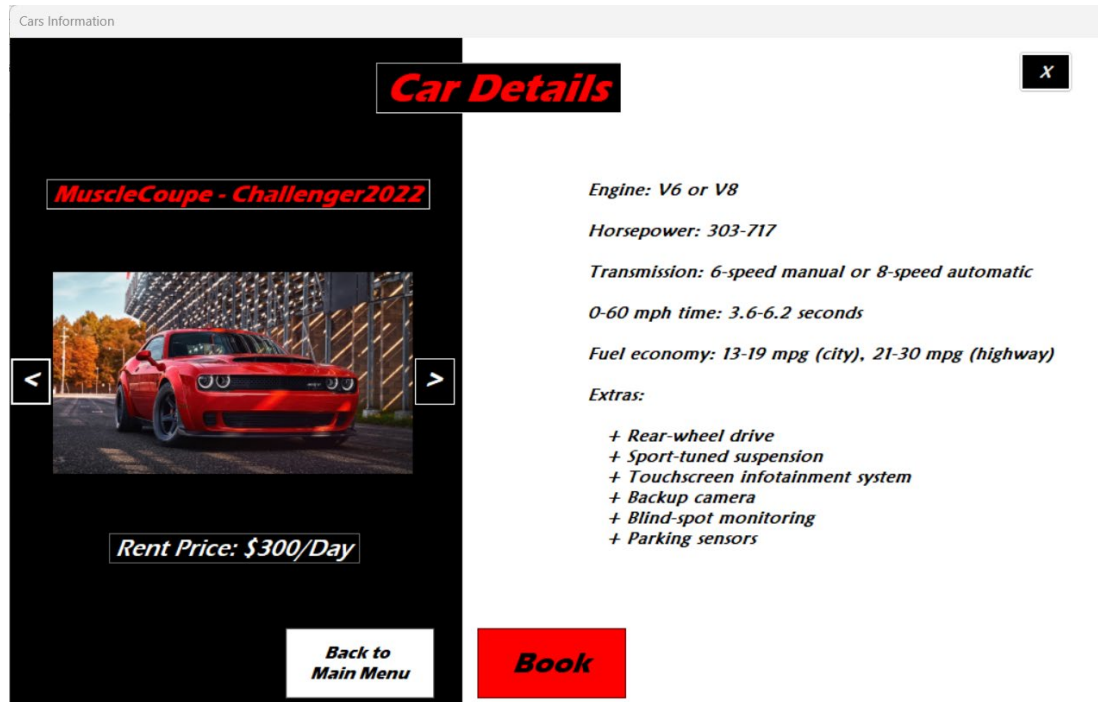 Cars Information
Car Details
X
MuscleCoupe - Challenger2022
<
>
Rent Price: $300/Day
Back to
Main Menu
Engine: V6 or V8
Horsepower: 303-717
Transmission: 6-speed manual or 8-speed automatic
0-60 mph time: 3.6-6.2 seconds
Fuel economy: 13-19 mpg (city), 21-30 mpg (highway)
Extras:
+ Rear-wheel drive
+ Sport-tuned suspension
+ Touchscreen infotainment system
+ Backup camera
+ Blind-spot monitoring
+ Parking sensors
Book